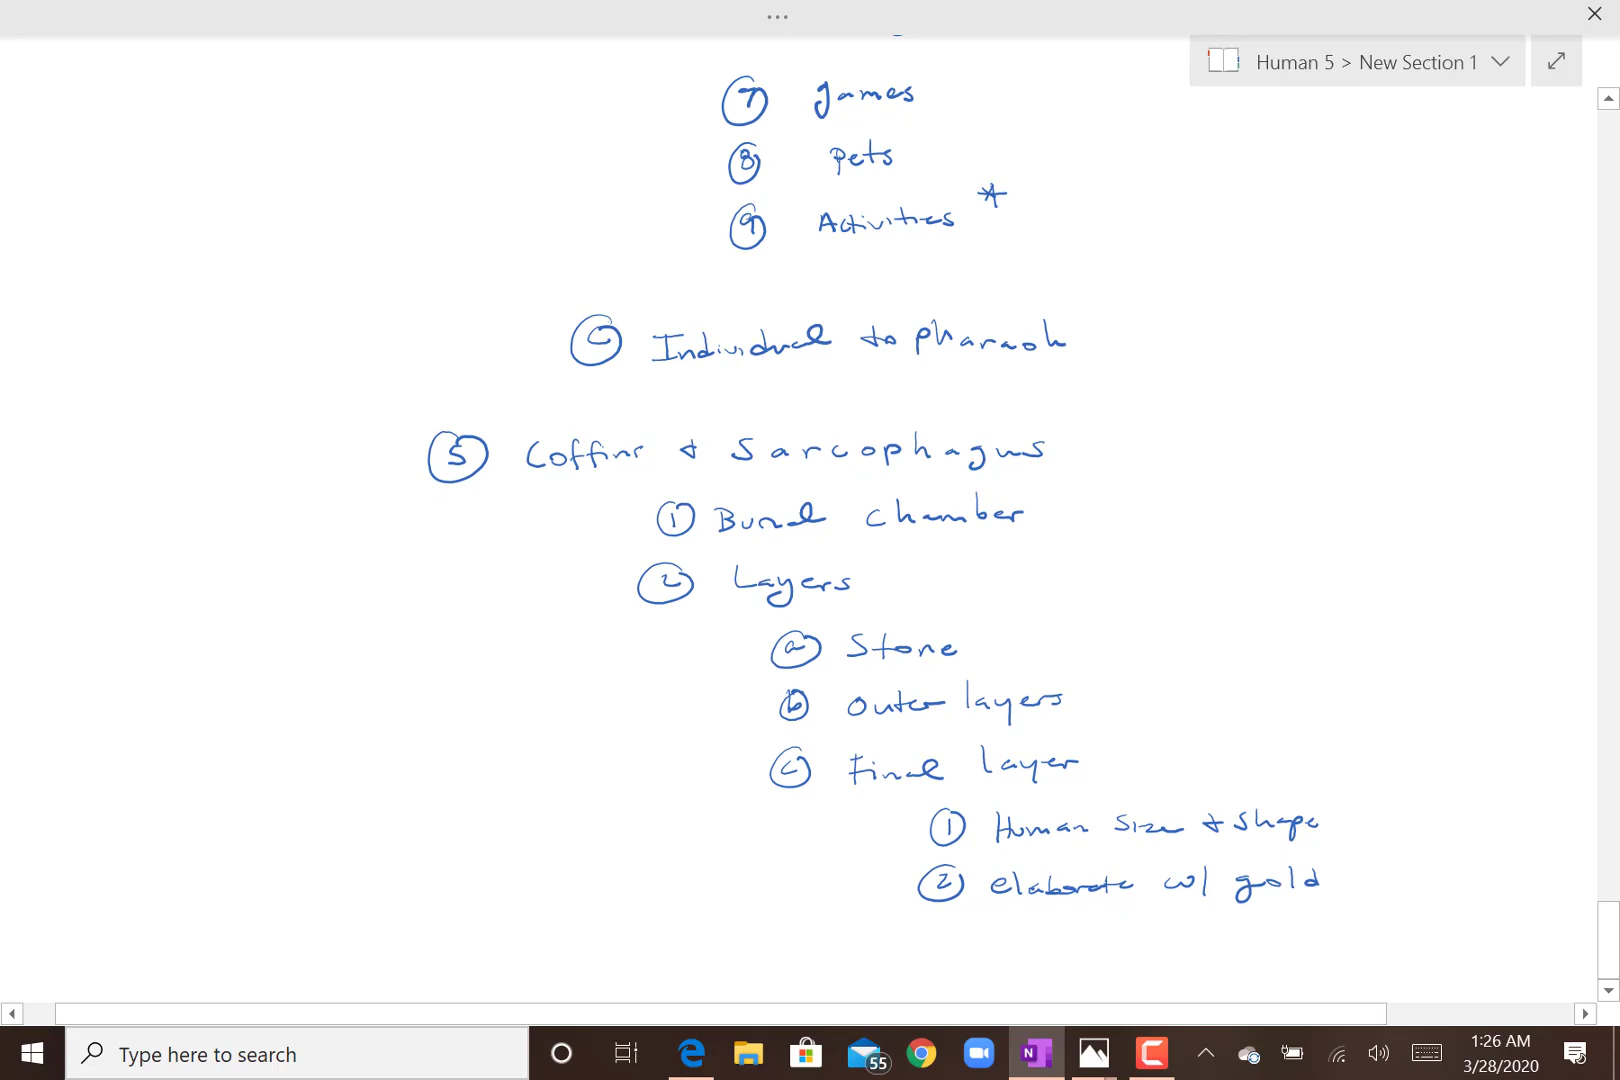 Human 5 > New Section 1
7 games
8 Pets
9 Activities *
C Individual to pharaoh
5 Coffins & Sarcophagus
1 Burial chamber
2 Layers
a Stone
b Outer layers
c Final layer
1 Human size & shape
2 elaborate w/ gold
Type here to search
55
N
1:26 AM
3/28/2020